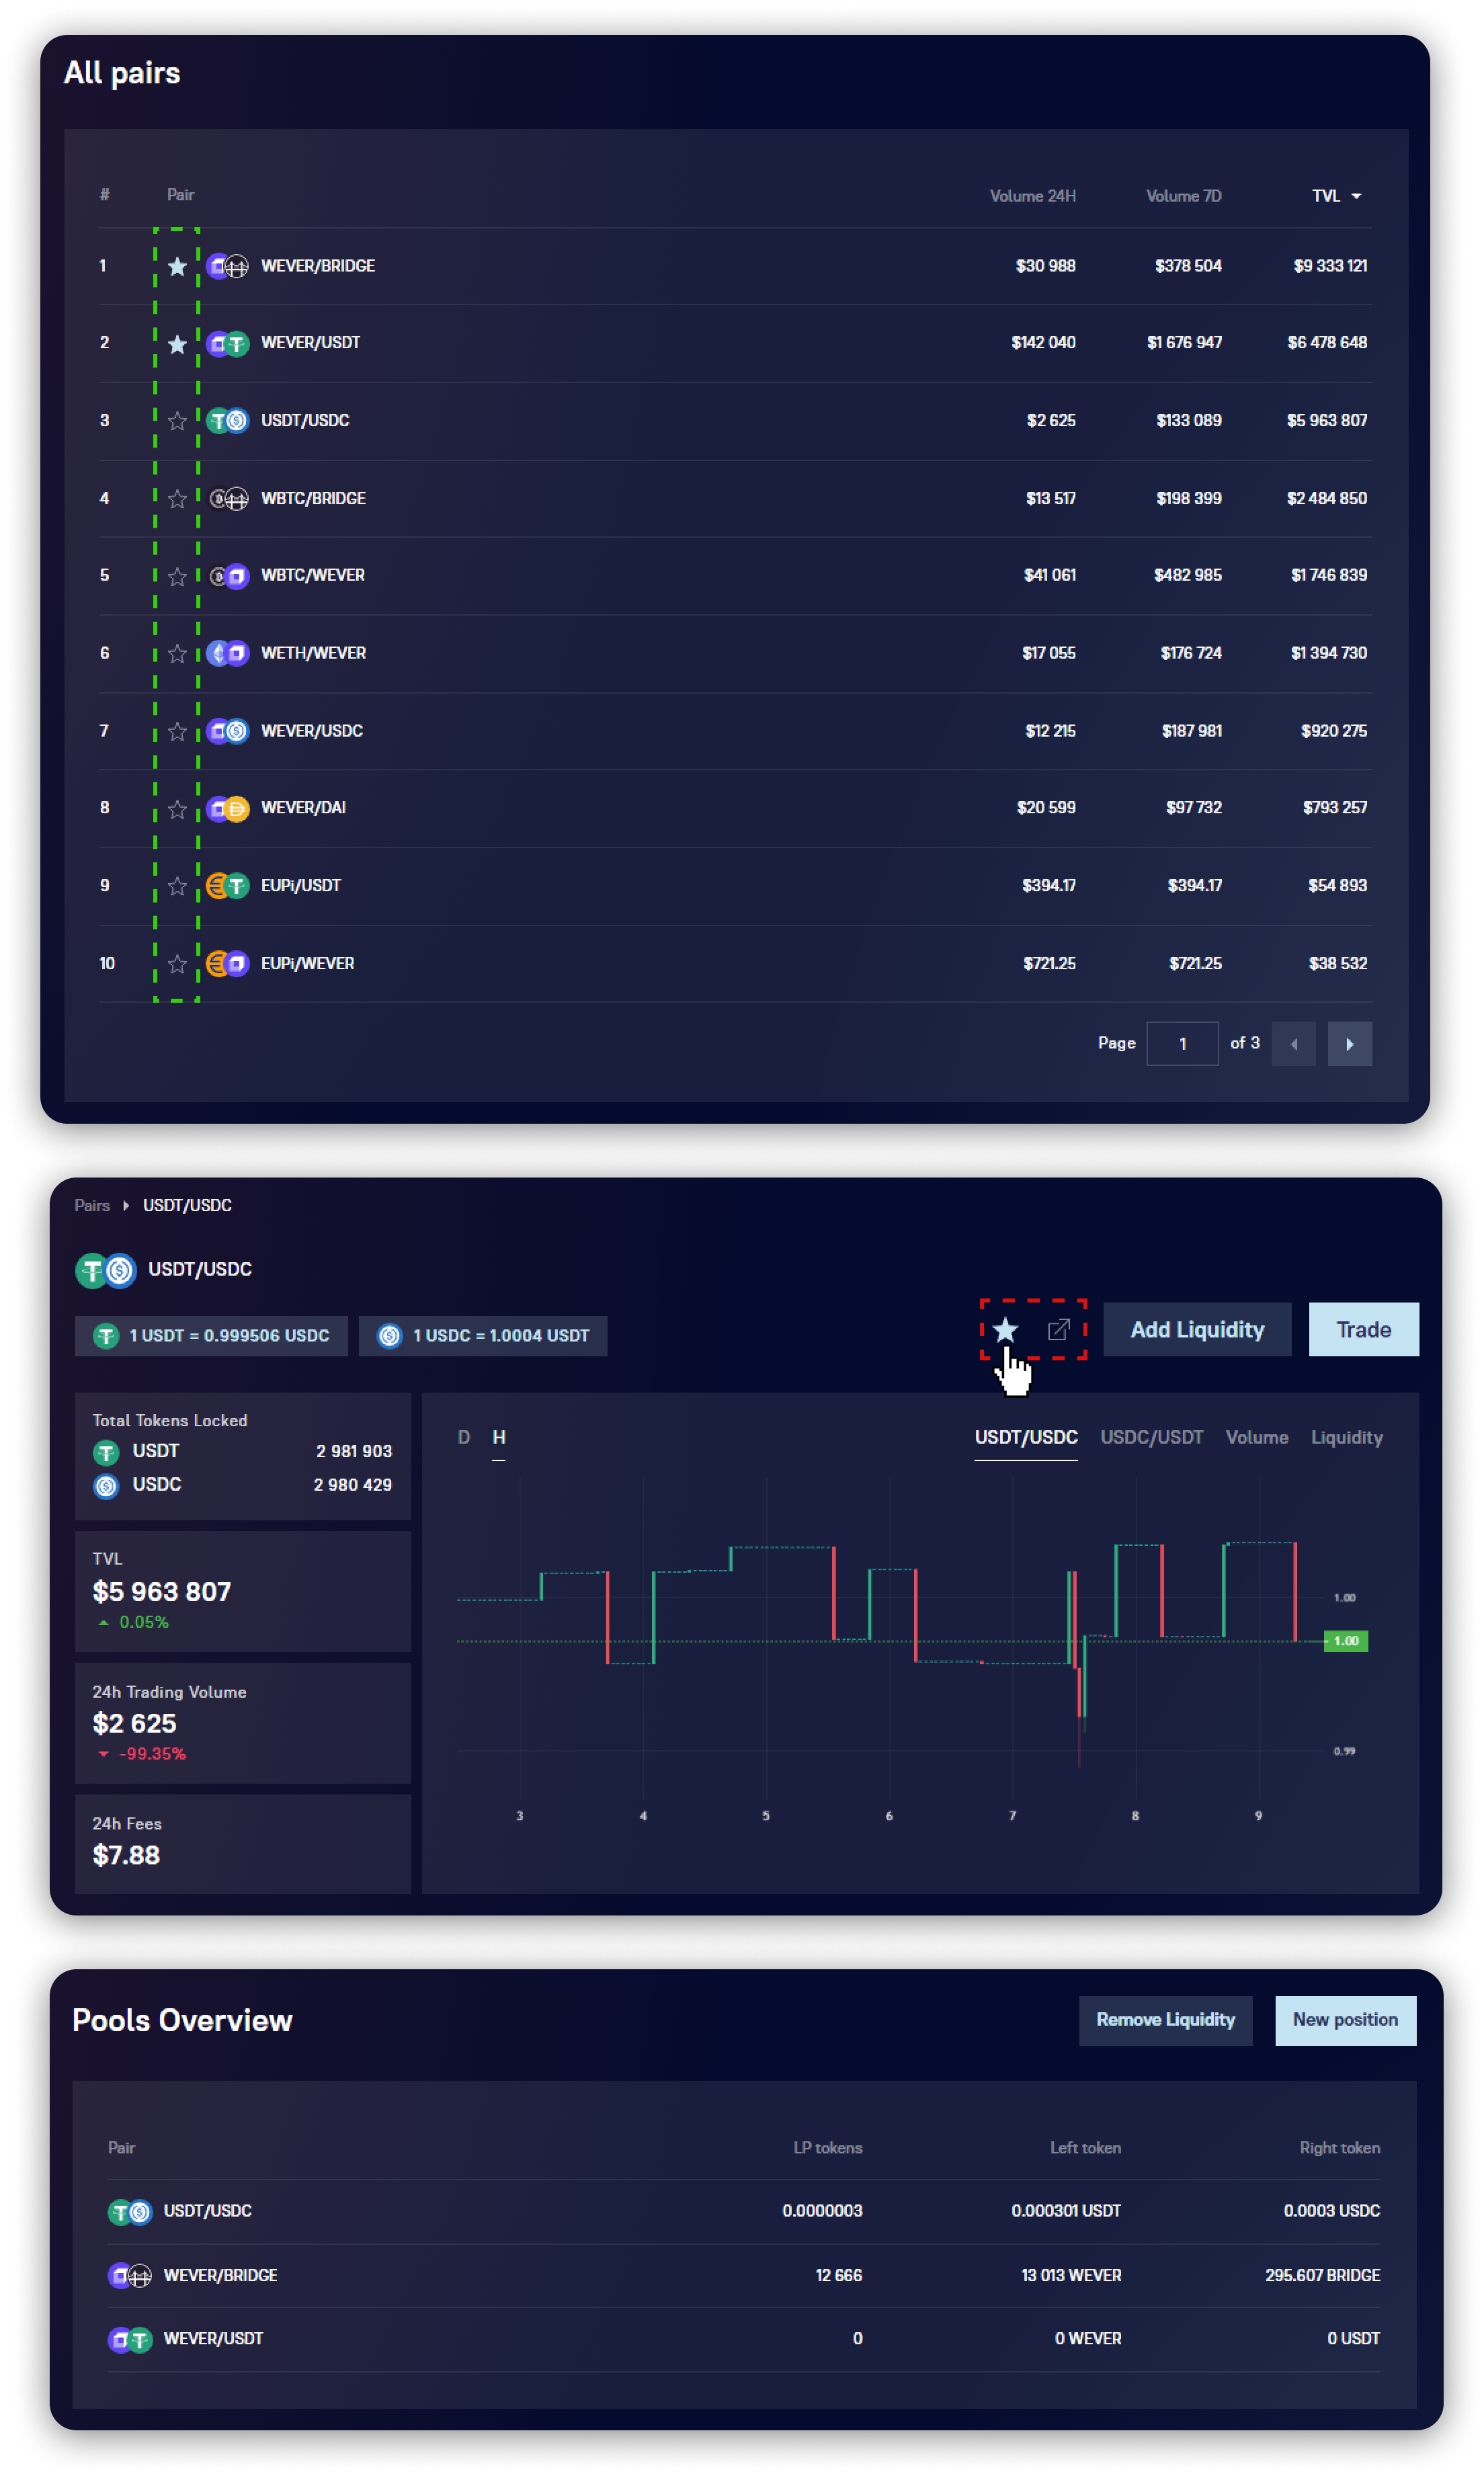 All pairs
# Pair Volume 24H Volume 7D TVL
1 WEVER/BRIDGE $30 988 $378 504 $9 333 121
2 WEVER/USDT $142 040 $1 676 947 $6 478 648
3 USDT/USDC $2 625 $133 089 $5 963 807
4 WBTC/BRIDGE $13 517 $198 399 $2 484 850
5 WBTC/WEVER $41 061 $482 985 $1 746 839
6 WETH/WEVER $17 055 $176 724 $1 394 730
7 WEVER/USDC $12 215 $187 981 $920 275
8 WEVER/DAI $20 599 $97 732 $793 257
9 EUPi/USDT $394.17 $394.17 $54 893
10 EUPi/WEVER $721.25 $721.25 $38 532
Page 1 of 3
Pairs USDT/USDC
USDT/USDC
1 USDT = 0.999506 USDC 1 USDC = 1.0004 USDT Add Liquidity Trade
Total Tokens Locked
USDT 2 981 903
USDC 2 980 429
TVL
$5 963 807
0.05%
24h Trading Volume
$2 625
-99.35%
24h Fees
$7.88
D H USDT/USDC USDC/USDT Volume Liquidity
1.00
1.00
0.99
3 4 5 6 7 8 9
Pools Overview Remove Liquidity New position
Pair LP tokens Left token Right token
USDT/USDC 0.0000003 0.000301 USDT 0.0003 USDC
WEVER/BRIDGE 12 666 13 013 WEVER 295.607 BRIDGE
WEVER/USDT 0 0 WEVER 0 USDT